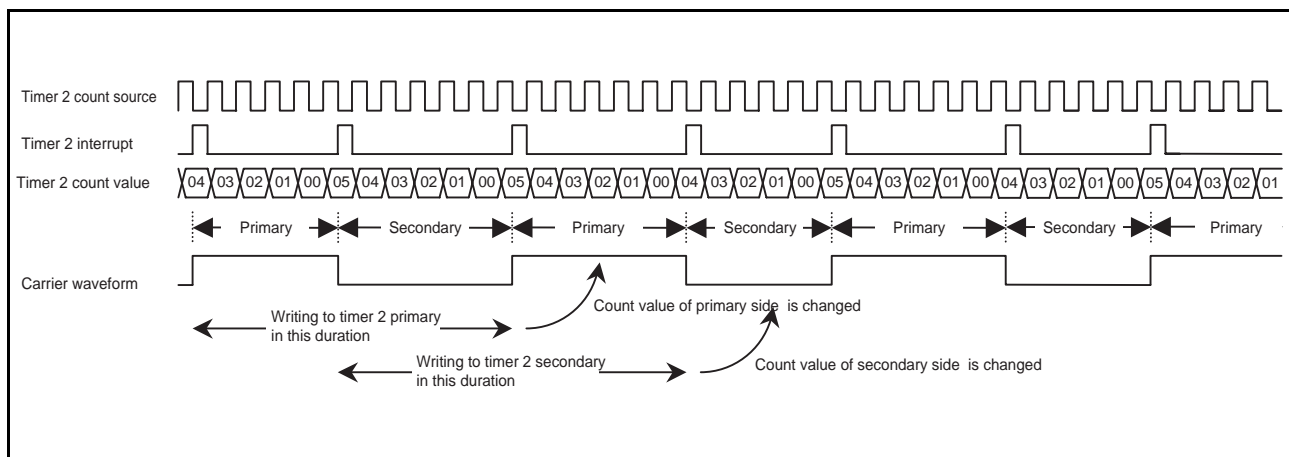 Timer 2 count source
Timer 2 interrupt
Timer 2 count value 04 03 02 01 00 05 04 03 02 01 00 05 04 03 02 01 00 04 03 02 01 00 05 04 03 02 01 00 04 03 02 01 00 05 04 03 02 01
Primary Secondary Primary Secondary Primary Secondary Primary
Carrier waveform
Count value of primary side is changed
Writing to timer 2 primary
in this duration
Writing to timer 2 secondary
in this duration
Count value of secondary side is changed